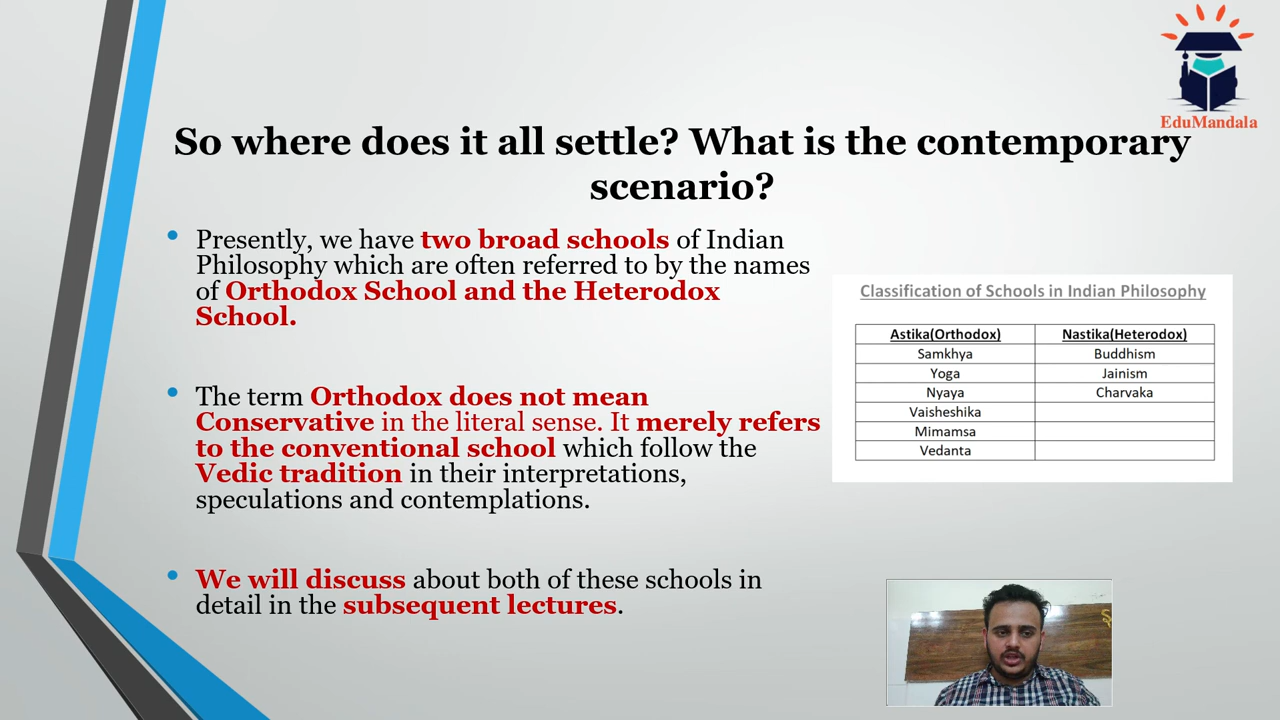 EduMandala
So where does it all settle? What is the contemporary
scenario?
• Presently, we have two broad schools of Indian
Philosophy which are often referred to by the names
of Orthodox School and the Heterodox
School.
• The term Orthodox does not mean
Conservative in the literal sense. It merely refers
to the conventional school which follow the
Vedic tradition in their interpretations,
speculations and contemplations.
• We will discuss about both of these schools in
detail in the subsequent lectures.
Classification of Schools in Indian Philosophy
Astika(Orthodox) Nastika(Heterodox)
Samkhya Buddhism
Yoga Jainism
Nyaya Charvaka
Vaisheshika
Mimamsa
Vedanta